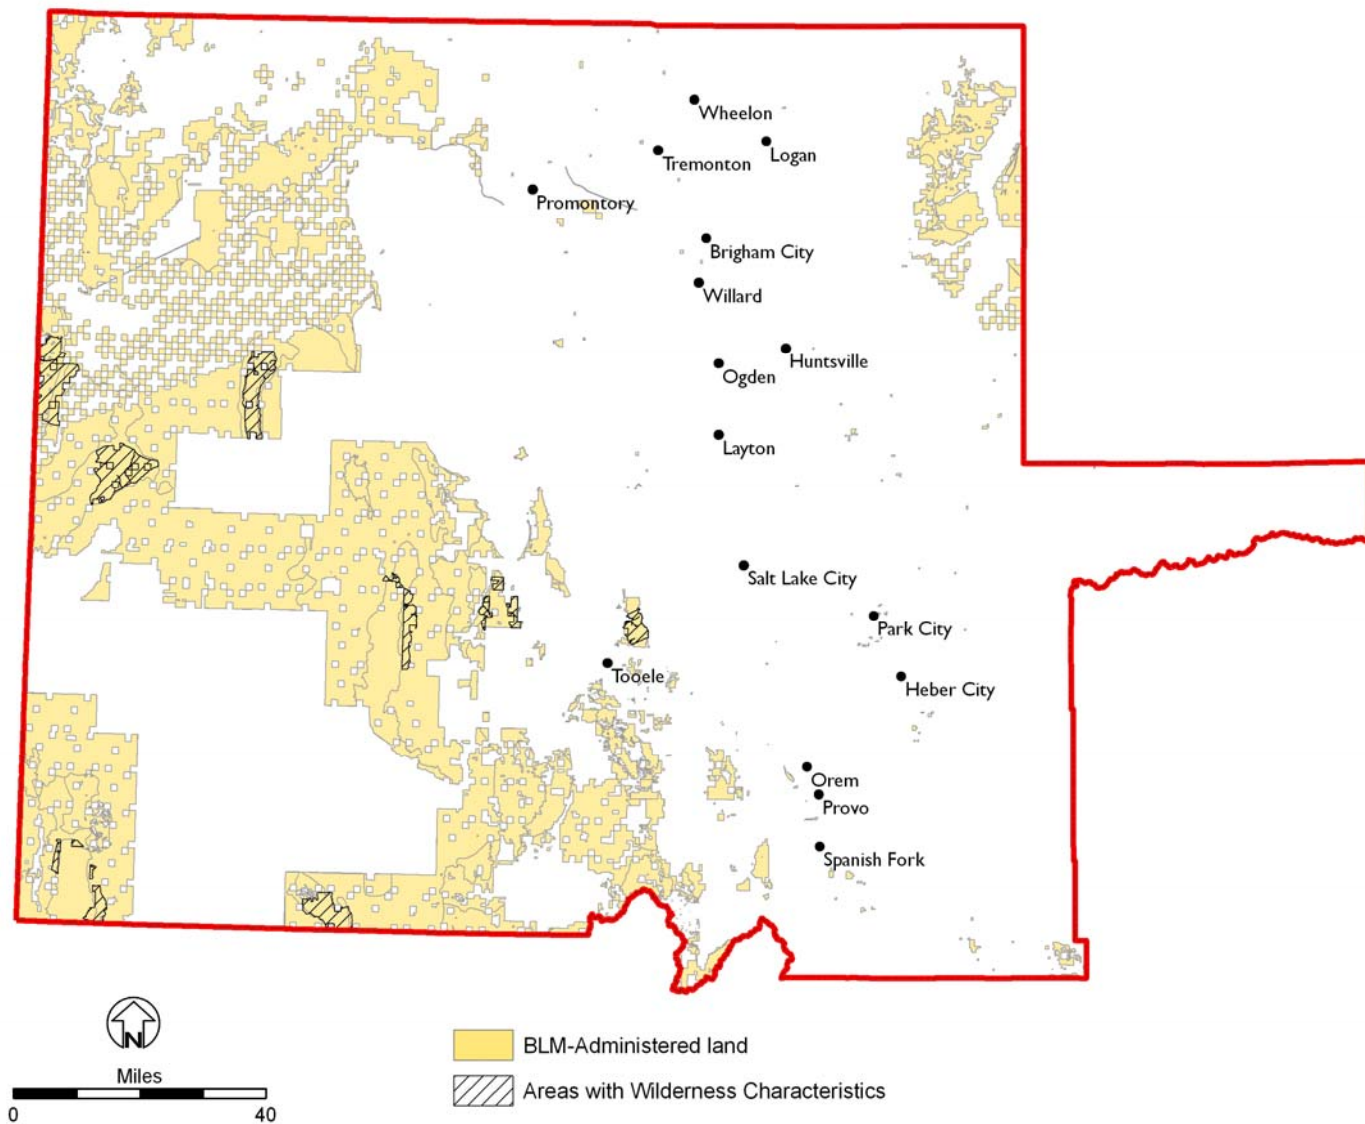 Wheelon
Logan
Tremonton
Promontory
Brigham City
Willard
Huntsville
Ogden
Layton
Salt Lake City
Park City
Tooele
Heber City
Orem
Provo
Spanish Fork
N
BLM-Administered land
Miles
Areas with Wilderness Characteristics
0 40